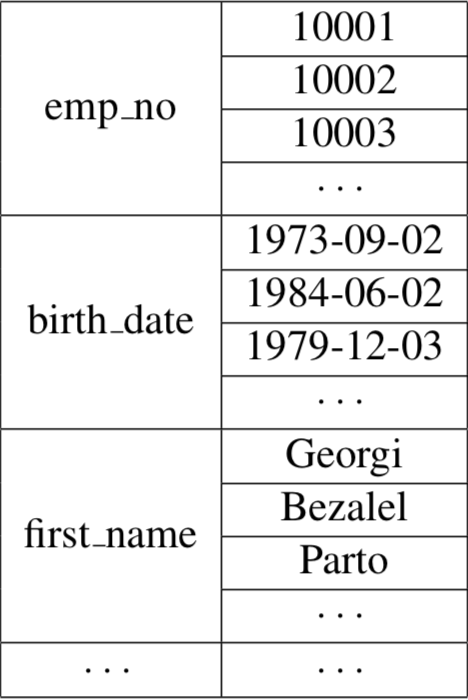 emp_no
10001
10002
10003
...
birth_date
1973-09-02
1984-06-02
1979-12-03
...
first_name
Georgi
Bezalel
Parto
...
... ...